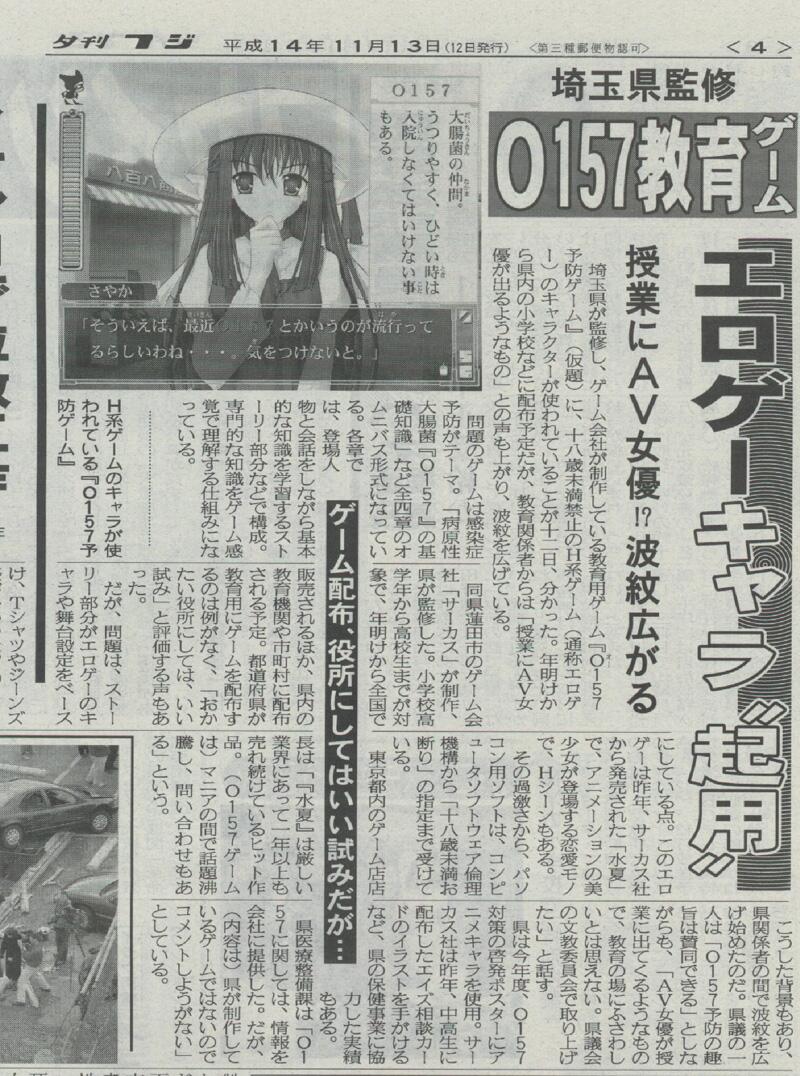 夕刊フジ 平成14年11月13日(12日発行) <第三種郵便物認可> <4>
埼玉県監修
O157教育ゲーム
エロゲーキャラ“起用”
授業にAV女優!?波紋広がる
O157
大腸菌の仲間。
うつりやすく、ひどい時は
入院しなくてはいけない事
もある。
さやか
「そういえば、最近O157とかいうのが流行って
るらしいわね・・・。気をつけないと。」
埼玉県が監修し、ゲーム会社が制作している教育用ゲーム『O157
予防ゲーム』(仮題)に、十八歳未満禁止のH系ゲーム(通称エロゲ
ー)のキャラクターが使われていることが十二日、分かった。年明けか
ら県内の小学校などに配布予定だが、教育関係者からは「授業にAV女
優が出るようなもの」との声も上がり、波紋を広げている。
問題のゲームは感染症
予防がテーマ。「病原性
大腸菌『O157』の基
礎知識」など全四章のオ
ムニバス形式になってい
る。各章で
は、登場人
物と会話をしながら基本
的な知識を学習するスト
ーリー部分などで構成。
専門的な知識をゲーム感
覚で理解する仕組みにな
っている。
H系ゲームのキャラが使
われている『O157予
防ゲーム』
ゲーム配布、役所にしてはいい試みだが…
同県蓮田市のゲーム会
社「サーカス」が制作、
県が監修した。小学校高
学年から高校生までが対
象で、年明けから全国で
販売されるほか、県内の
教育機関や市町村に配布
される予定。都道府県が
教育用にゲームを配布す
るのは例がなく、「おか
たい役所にしては、いい
試み」と評価する声もあ
った。
だが、問題は、ストー
リー部分がエロゲーのキ
ャラや舞台設定をベース
にしている点。このエロ
ゲーは昨年、サーカス社
から発売された「水夏」
で、アニメーションの美
少女が登場する恋愛モノ
で、Hシーンもある。
その過激さから、パソ
コン用ソフトは、コンピ
ュータソフトウェア倫理
機構から「十八歳未満お
断り」の指定まで受けて
いる。
東京都内のゲーム店店
長は「『水夏』は厳しい
業界にあって一年以上も
売れ続けているヒット作
品。(O157ゲーム
は)マニアの間で話題沸
騰し、問い合わせもあ
る」という。
こうした背景もあり、
県関係者の間で波紋を広
げ始めたのだ。県議の一
人は「O157予防の趣
旨は賛同できる」としな
がらも、「AV女優が授
業に出てくるようなもの
で、教育の場にふさわし
いとは思えない。県議会
の文教委員会で取り上げ
たい」と話す。
県は今年度、O157
対策の啓発ポスターにア
ニメキャラを使用。サー
カス社は昨年、中高生に
配布したエイズ相談カー
ドのイラストを手がける
など、県の保健事業に協
力した実績
もある。
県医療整備課は「O1
57に関しては、情報を
会社に提供した。だが、
(内容は)県が制作して
いるゲームではないので
コメントしようがない」
としている。
け、Tシャツやジーンズ